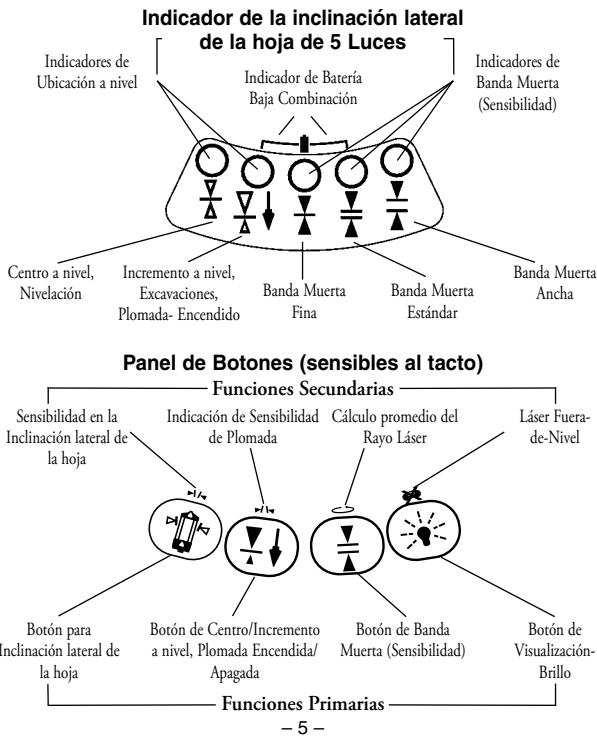 Indicador de la inclinación lateral
de la hoja de 5 Luces
Indicadores de
Ubicación a nivel
Indicador de Batería
Baja Combinación
Indicadores de
Banda Muerta
(Sensibilidad)
Centro a nivel,
Nivelación
Incremento a nivel,
Excavaciones,
Plomada- Encendido
Banda Muerta
Fina
Banda Muerta
Estándar
Banda Muerta
Ancha
Panel de Botones (sensibles al tacto)
Funciones Secundarias
Sensibilidad en la
Inclinación lateral de
la hoja
Indicación de Sensibilidad
de Plomada
Cálculo promedio del
Rayo Láser
Láser Fuera-
de-Nivel
Botón para
Inclinación lateral de
la hoja
Botón de Centro/Incremento
a nivel, Plomada Encendida/
Apagada
Botón de Banda
Muerta (Sensibilidad)
Botón de
Visualización-
Brillo
Funciones Primarias
– 5 –